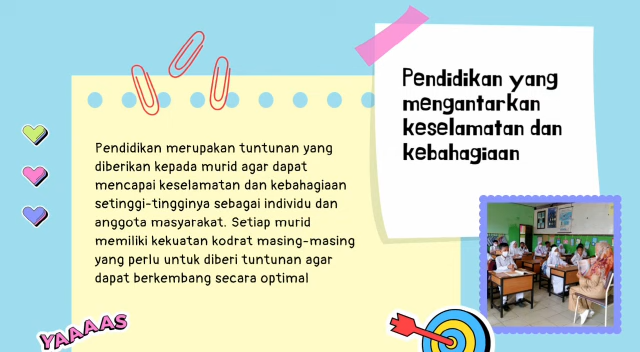 Pendidikan yang
mengantarkan
keselamatan dan
kebahagiaan
Pendidikan merupakan tuntunan yang
diberikan kepada murid agar dapat
mencapai keselamatan dan kebahagiaan
setinggi-tingginya sebagai individu dan
anggota masyarakat. Setiap murid
memiliki kekuatan kodrat masing-masing
yang perlu untuk diberi tuntunan agar
dapat berkembang secara optimal
YAAAAS